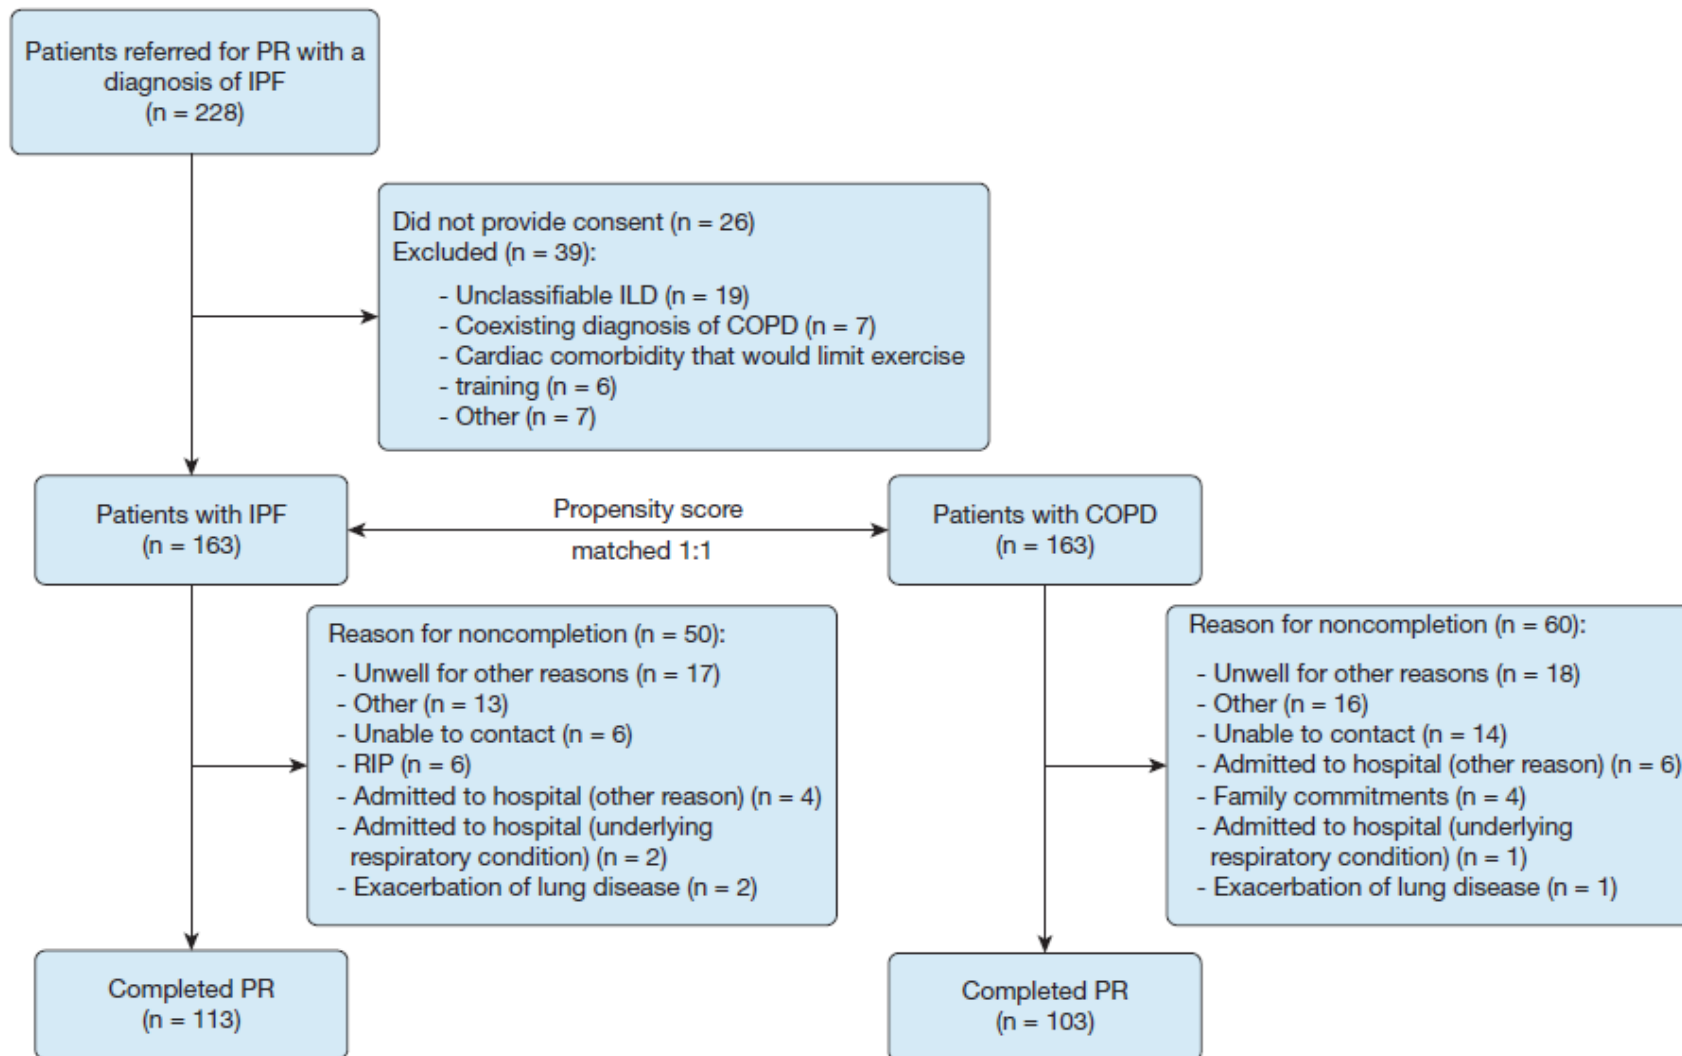 Patients referred for PR with a
diagnosis of IPF
(n = 228)
Did not provide consent (n = 26)
Excluded (n = 39):
- Unclassifiable ILD (n = 19)
- Coexisting diagnosis of COPD (n = 7)
- Cardiac comorbidity that would limit exercise
- training (n = 6)
- Other (n = 7)
Patients with IPF
(n = 163)
Propensity score
matched 1:1
Patients with COPD
(n = 163)
Reason for noncompletion (n = 50):
- Unwell for other reasons (n = 17)
- Other (n = 13)
- Unable to contact (n = 6)
- RIP (n = 6)
- Admitted to hospital (other reason) (n = 4)
- Admitted to hospital (underlying
respiratory condition) (n = 2)
- Exacerbation of lung disease (n = 2)
Reason for noncompletion (n = 60):
- Unwell for other reasons (n = 18)
- Other (n = 16)
- Unable to contact (n = 14)
- Admitted to hospital (other reason) (n = 6)
- Family commitments (n = 4)
- Admitted to hospital (underlying
respiratory condition) (n = 1)
- Exacerbation of lung disease (n = 1)
Completed PR
(n = 113)
Completed PR
(n = 103)